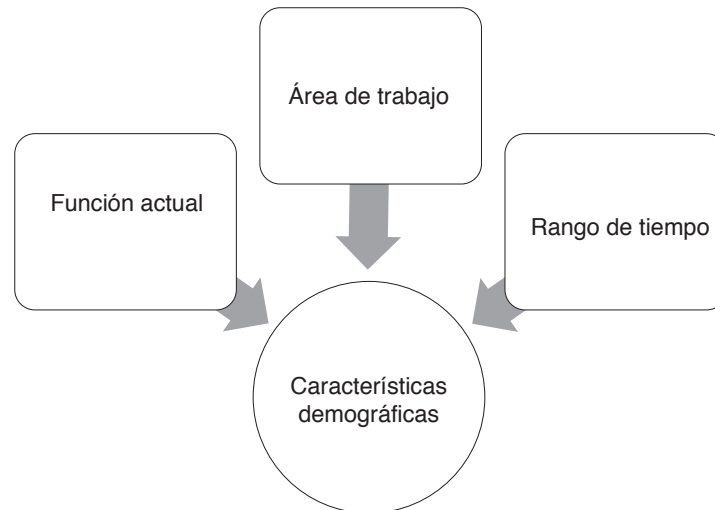 Área de trabajo
Función actual
Rango de tiempo
Características
demográficas